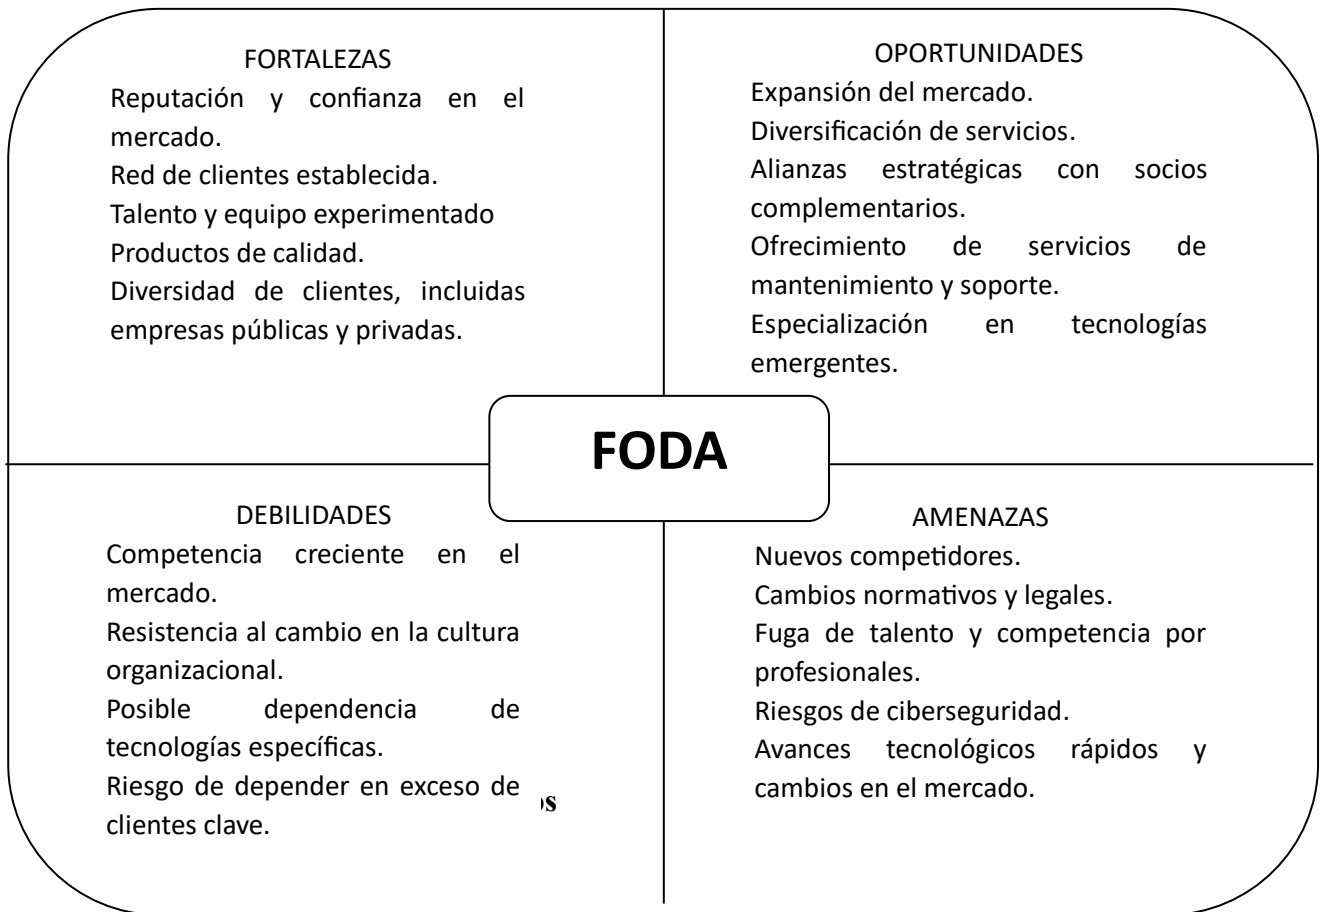 FORTALEZAS
Reputación y confianza en el
mercado.
Red de clientes establecida.
Talento y equipo experimentado
Productos de calidad.
Diversidad de clientes, incluidas
empresas públicas y privadas.
OPORTUNIDADES
Expansión del mercado.
Diversificación de servicios.
Alianzas estratégicas con socios
complementarios.
Ofrecimiento de servicios de
mantenimiento y soporte.
Especialización en tecnologías
emergentes.
FODA
DEBILIDADES
Competencia creciente en el
mercado.
Resistencia al cambio en la cultura
organizacional.
Posible dependencia de
tecnologías específicas.
Riesgo de depender en exceso de
clientes clave.
AMENAZAS
Nuevos competidores.
Cambios normativos y legales.
Fuga de talento y competencia por
profesionales.
Riesgos de ciberseguridad.
Avances tecnológicos rápidos y
cambios en el mercado.